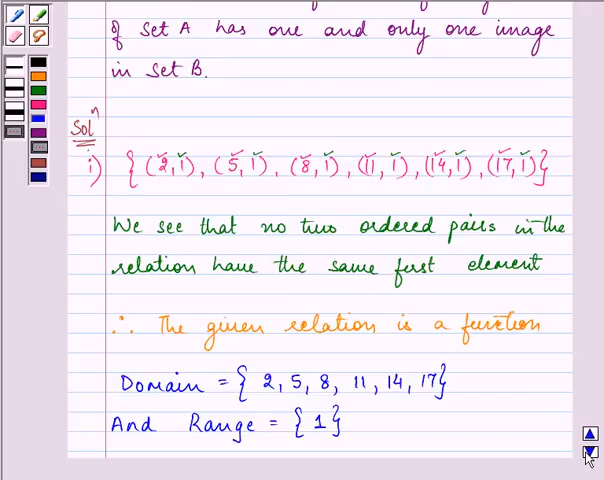 of set A has one and only one image
in set B.
Solⁿ
i) {(2,1), (5,1), (8,1), (11,1), (14,1), (17,1)}
We see that no two ordered pairs in the
relation have the same first element
∴ The given relation is a function
Domain = { 2, 5, 8, 11, 14, 17}
And Range = { 1 }